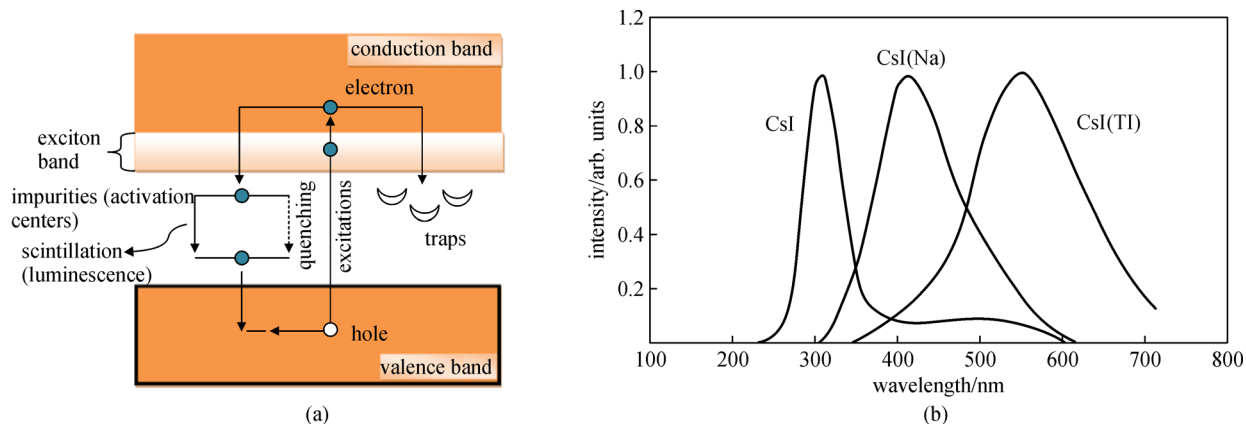 conduction band
electron
exciton
band
impurities (activation
centers)
scintillation
(luminescence)
quenching
excitations
traps
hole
valence band
(a)
1.2
1.0
0.8
0.6
0.4
0.2
intensity/arb. units
CsI
CsI(Na)
CsI(TI)
100 200 300 400 500 600 700 800
wavelength/nm
(b)